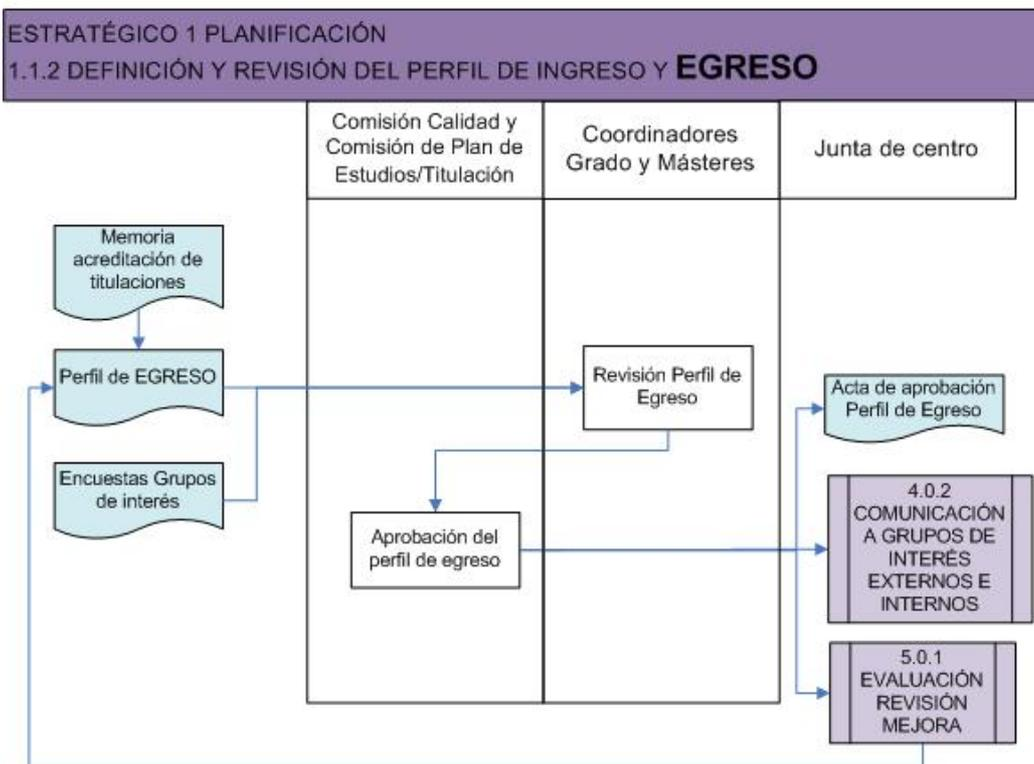 ESTRATÉGICO 1 PLANIFICACIÓN
1.1.2 DEFINICIÓN Y REVISIÓN DEL PERFIL DE INGRESO Y EGRESO
Comisión Calidad y
Comisión de Plan de
Estudios/Titulación
Coordinadores
Grado y Másteres
Junta de centro
Memoria
acreditación de
titulaciones
Perfil de EGRESO
Encuestas Grupos
de interés
Revisión Perfil de
Egreso
Aprobación del
perfil de egreso
Acta de aprobación
Perfil de Egreso
4.0.2
COMUNICACIÓN
A GRUPOS DE
INTERÉS
EXTERNOS E
INTERNOS
5.0.1
EVALUACIÓN
REVISIÓN
MEJORA